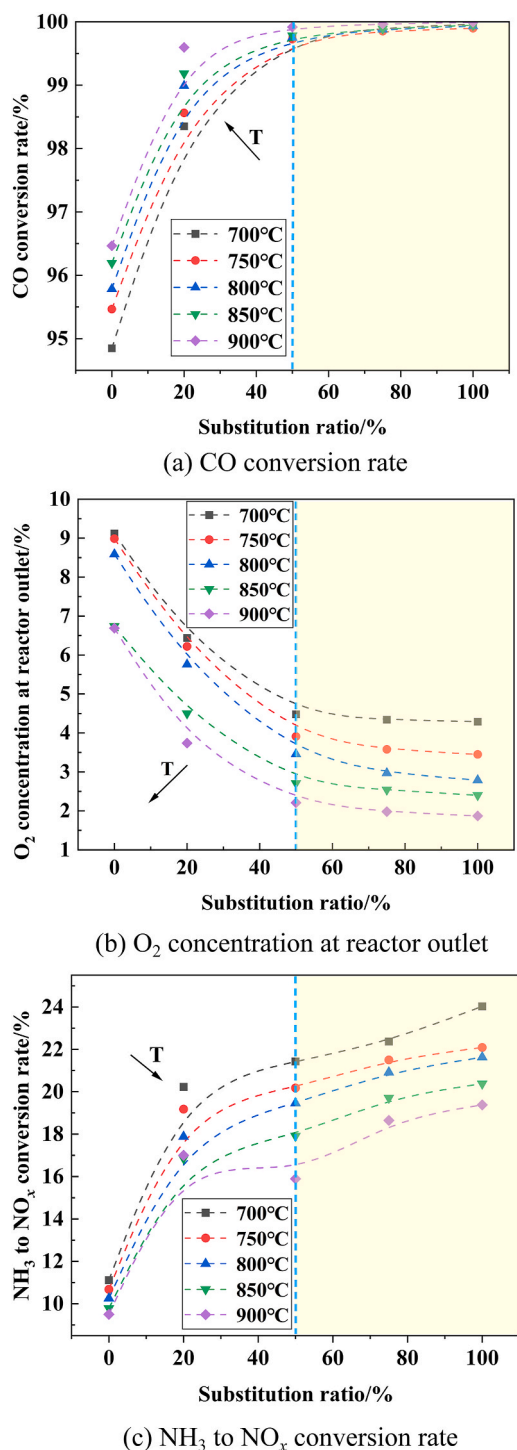 100
99
98
97
96
95
CO conversion rate/%
T
700℃
750℃
800℃
850℃
900℃
0 20 40 60 80 100
Substitution ratio/%
(a) CO conversion rate
10
9
8
7
6
5
4
3
2
1
O₂ concentration at reactor outlet/%
700℃
750℃
800℃
850℃
900℃
T
0 20 40 60 80 100
Substitution ratio/%
(b) O₂ concentration at reactor outlet
24
22
20
18
16
14
12
10
NH₃ to NOₓ conversion rate/%
T
700℃
750℃
800℃
850℃
900℃
0 20 40 60 80 100
Substitution ratio/%
(c) NH₃ to NOₓ conversion rate